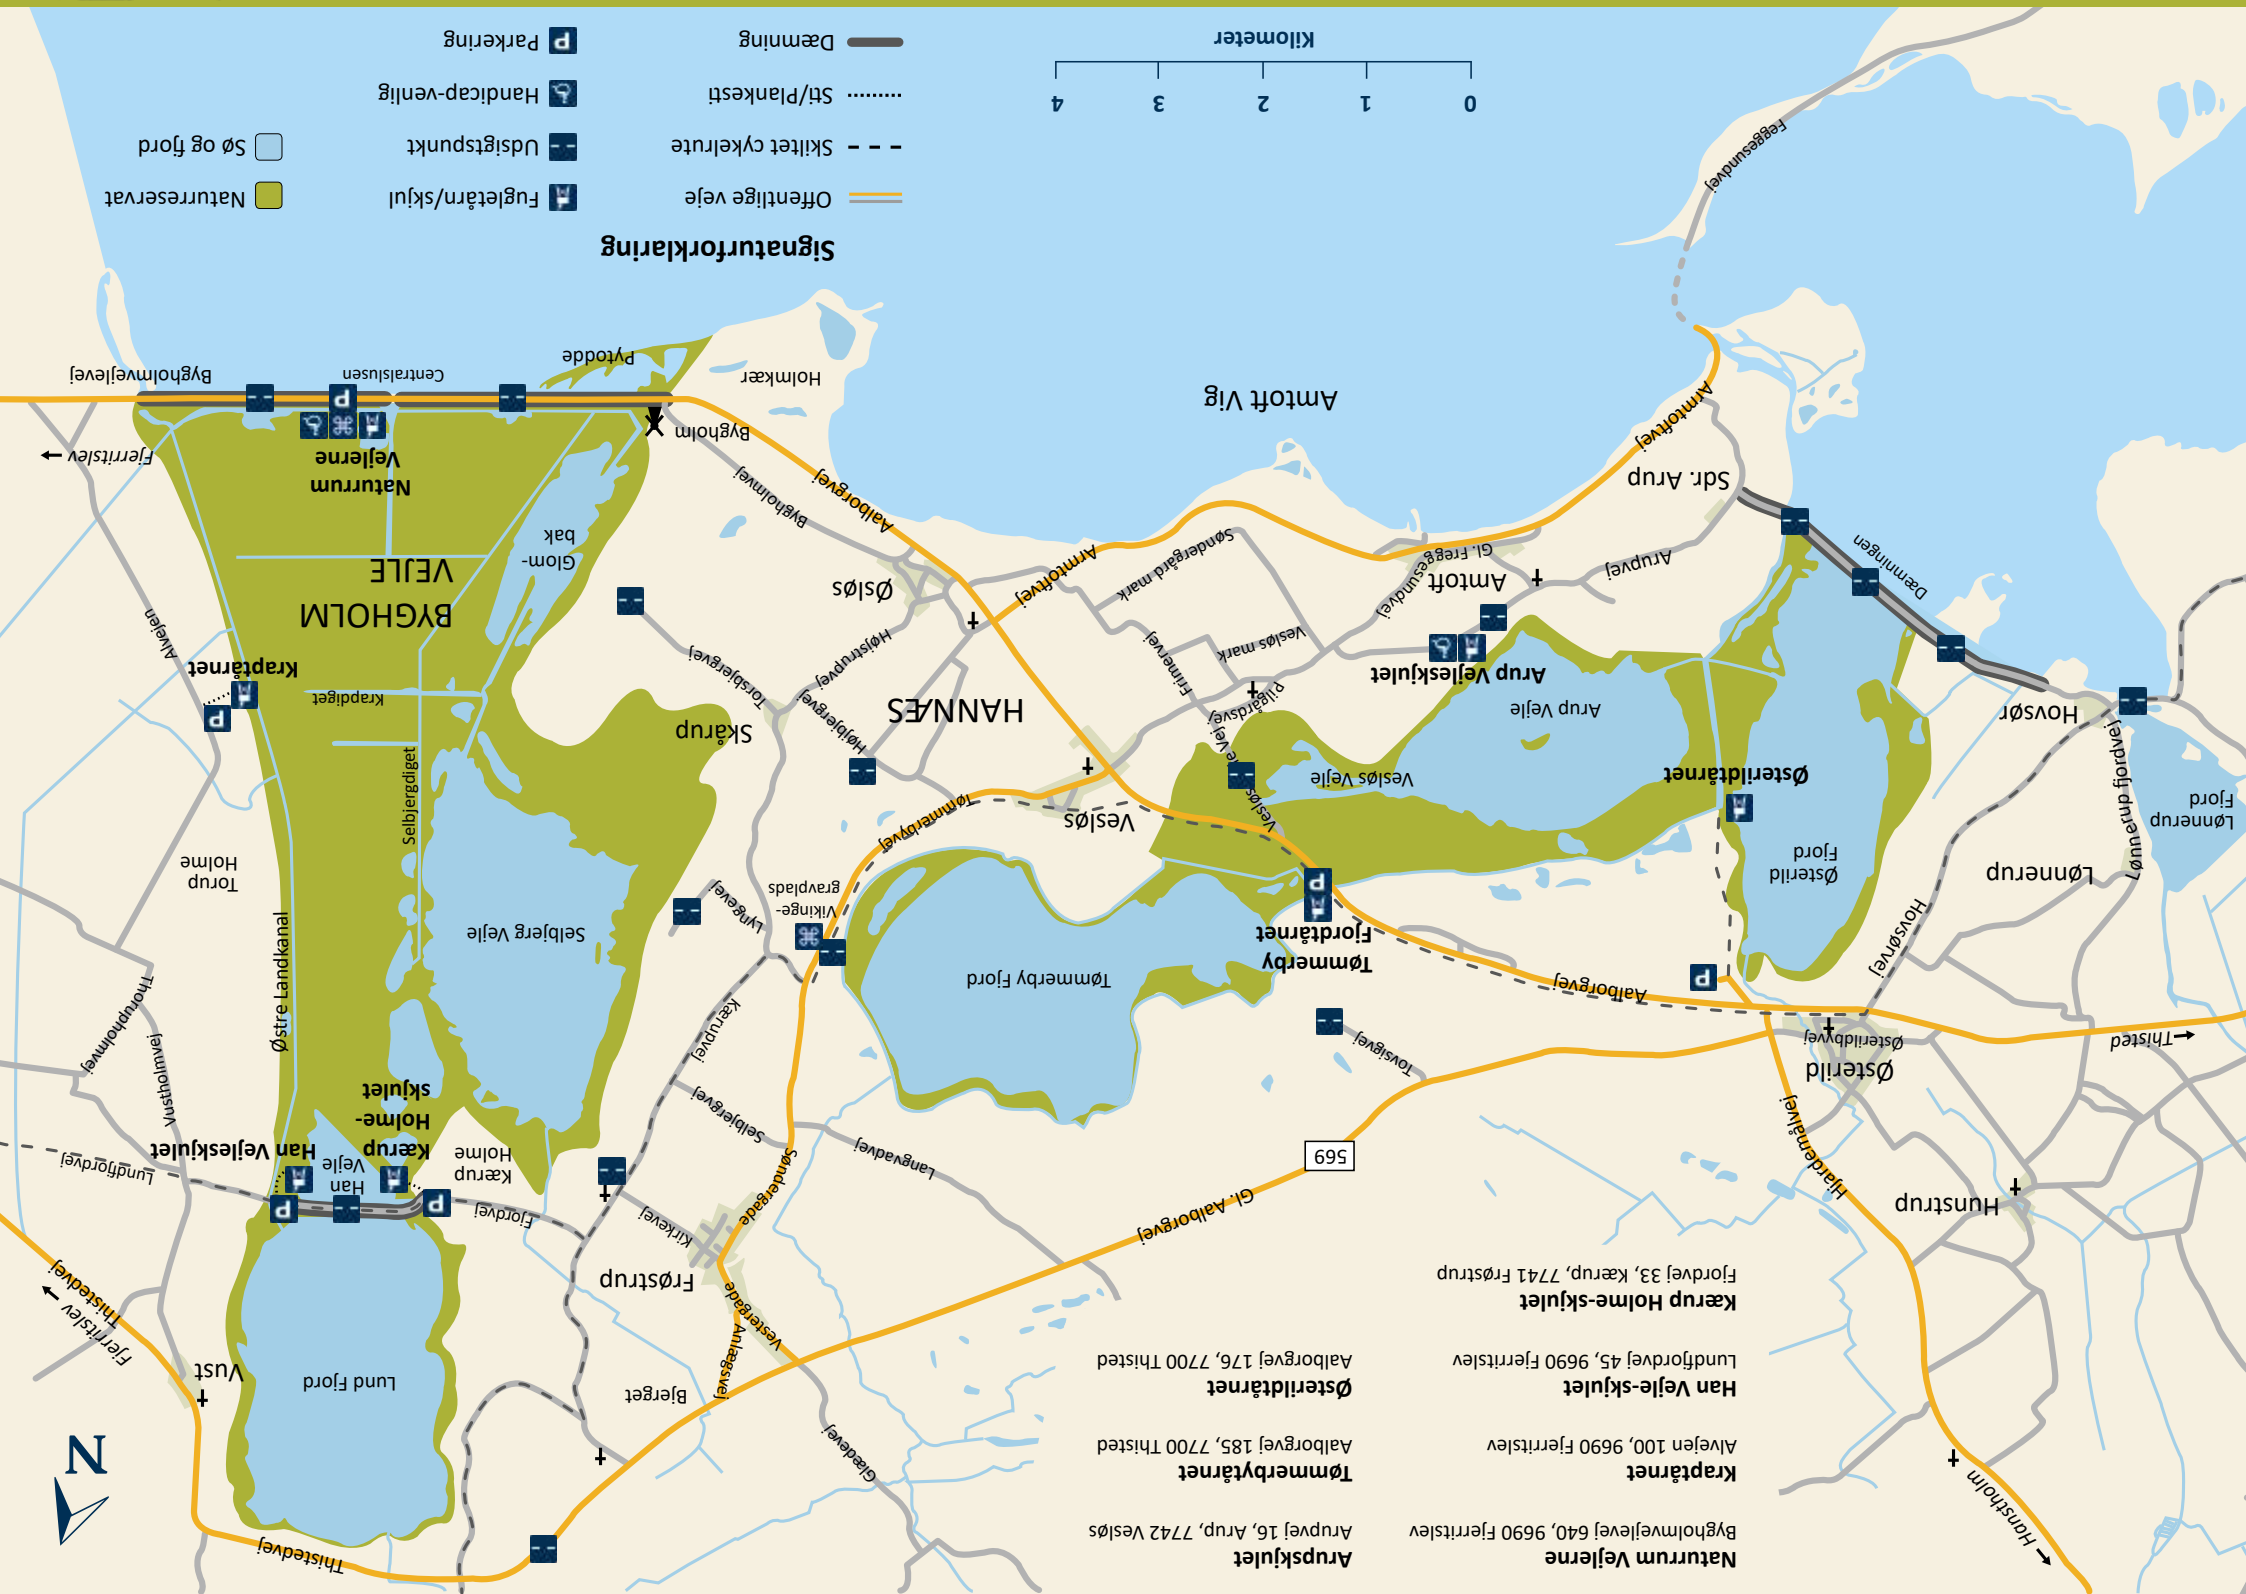 Naturrum Vejlerne
Bygholmvejlevej 640, 9690 Fjerritslev
Kraptårnet
Alvejen 100, 9690 Fjerritslev
Han Vejle-skjulet
Lundfjordvej 45, 9690 Fjerritslev
Kærup Holme-skjulet
Fjordvej 33, Kærup, 7741 Frøstrup
Arupskjulet
Arupvej 16, Arup, 7742 Vesløs
Tømmerbytårnet
Aalborgvej 185, 7700 Thisted
Østerildtårnet
Aalborgvej 176, 7700 Thisted
Hanstholm
Thistedvej
N
Glædevej
Bjerget
Lund Fjord
Vust
Anlægsvej
Vestergade
Fjerritslev
Thistedvej
Frøstrup
Hunstrup
Gl. Aalborgvej
Kirkevej
Søndergade
Fjordvej
Hjardemålvej
569
Langvadvej
Kærup
Holme
Han
Vejle
Lundfjordvej
Han Vejleskjulet
Kærup
Holme-
skjulet
Selbjergvej
Vustholmvej
Thorupholmvej
Østerild
Østerildbyvej
Thisted
Tovsigvej
Kærupvej
Østre Landkanal
Aalborgvej
Tømmerby
Fjordtårnet
Tømmerby Fjord
Hovsørvej
Selbjerg Vejle
Vikinge-
gravplads
Lyngevej
Torup
Holme
Lønnerup
Østerild
Fjord
Lønnerup
Fjord
Lønnerup fjordvej
Vesløs
Tømmerbyvej
Selbjergdiget
Østerildtårnet
Vesløs Vejle
Arup Vejle
Hovsør
HANNÆS
Højbjergvej
Skårup
Krapdiget
Kraptårnet
Pilgårdsvej
Arup Vejleskjulet
Vesløs mark
Frimervej
Højstrupvej
Torsbjergvej
Alvejen
BYGHOLM
VEJLE
Øsløs
Amtoft
Gl. Feggesundvej
Arupvej
Dæmningen
Søndergård mark
Armtoftvej
Glom-
bak
Sdr. Arup
Armtoftvej
Aalborgvej
Bygholmvej
Bygholm
Naturrum
Vejlerne
Fjerritslev
Amtoft Vig
Holmkær
Pytodde
Centralslusen
Bygholmvejlevej
Feggesundvej
Signaturforklaring
Offentlige veje
Skiltet cykelrute
Sti/Plankesti
Dæmning
Fugletårn/skjul
Udsigtspunkt
Handicap-venlig
Parkering
Naturreservat
Sø og fjord
0 1 2 3 4
Kilometer